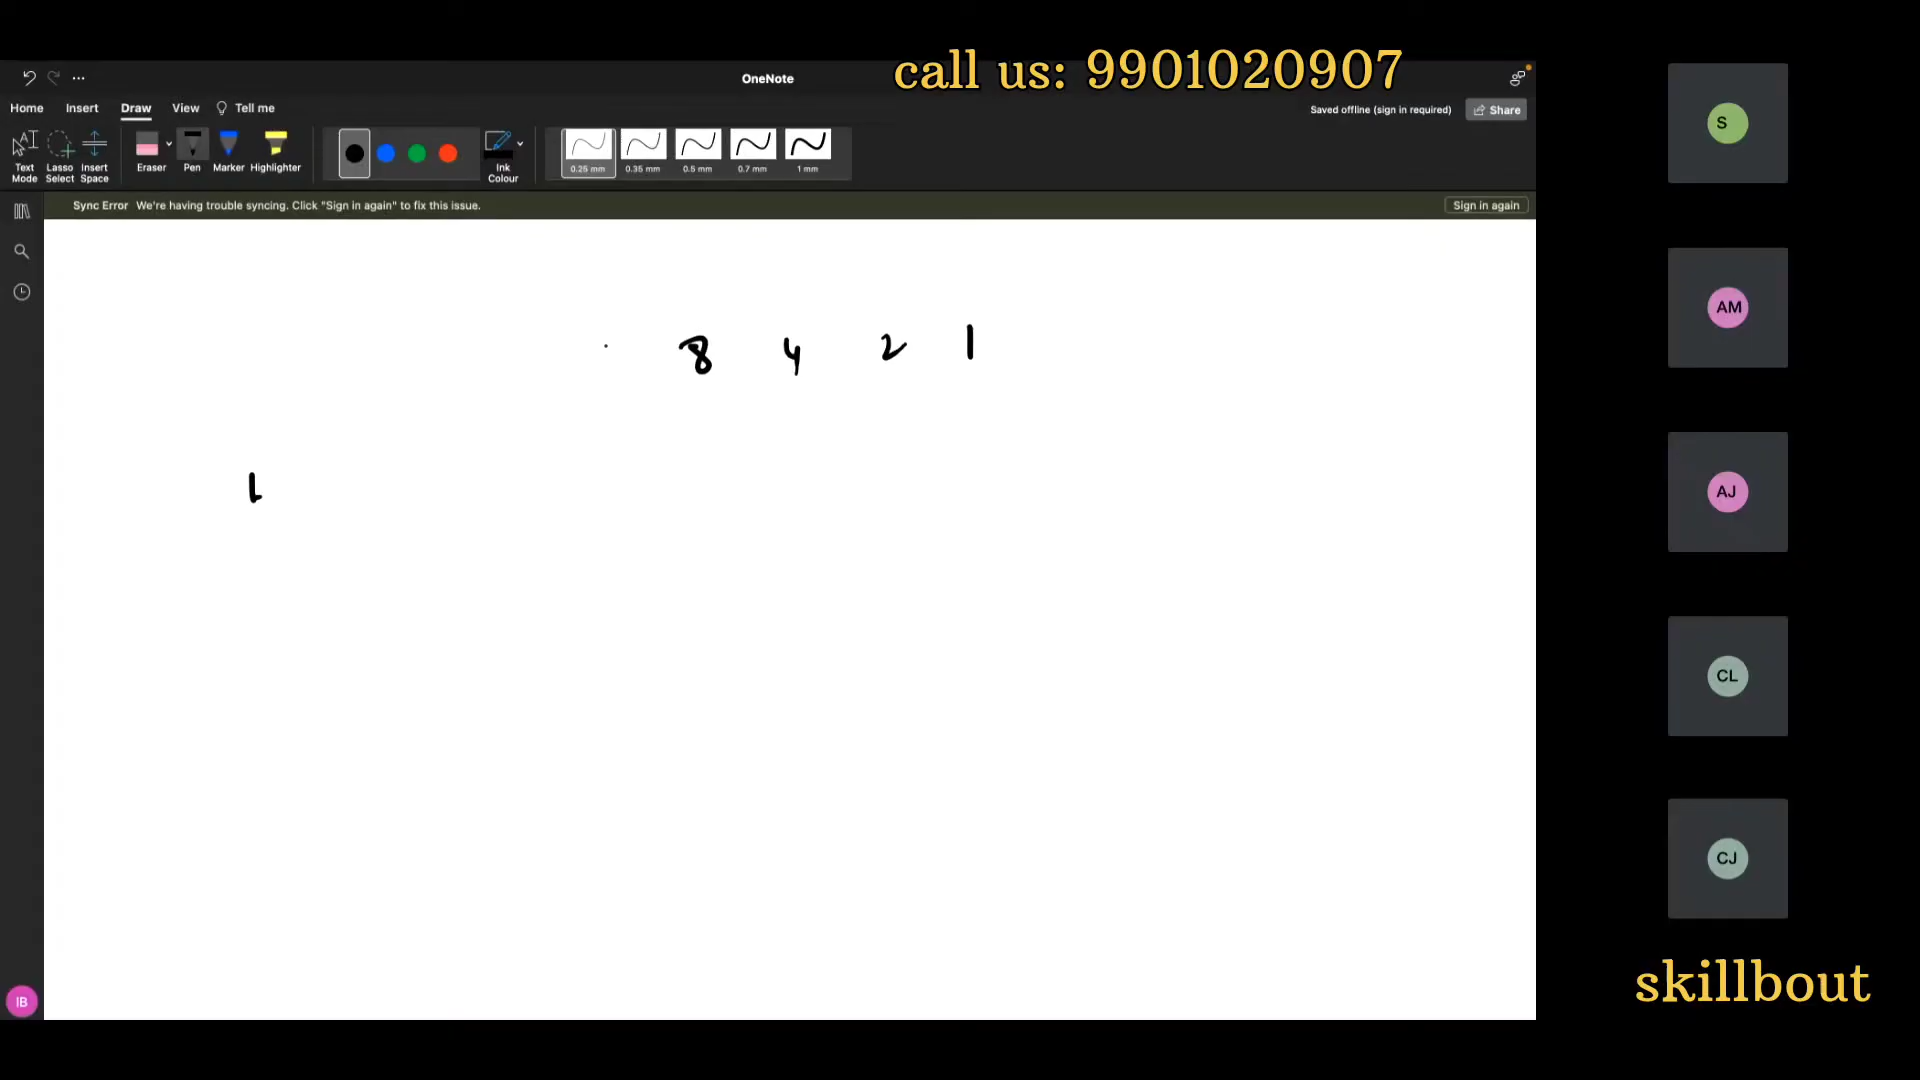 call us: 9901020907
OneNote
Home Insert Draw View Tell me
Saved offline (sign in required) Share
Text Mode Lasso Select Insert Space Eraser Pen Marker Highlighter Ink Colour 0.25 mm 0.35 mm 0.5 mm 0.7 mm 1 mm
Sync Error We're having trouble syncing. Click "Sign in again" to fix this issue. Sign in again
8 4 2 1
S
AM
AJ
CL
CJ
IB
skillbout